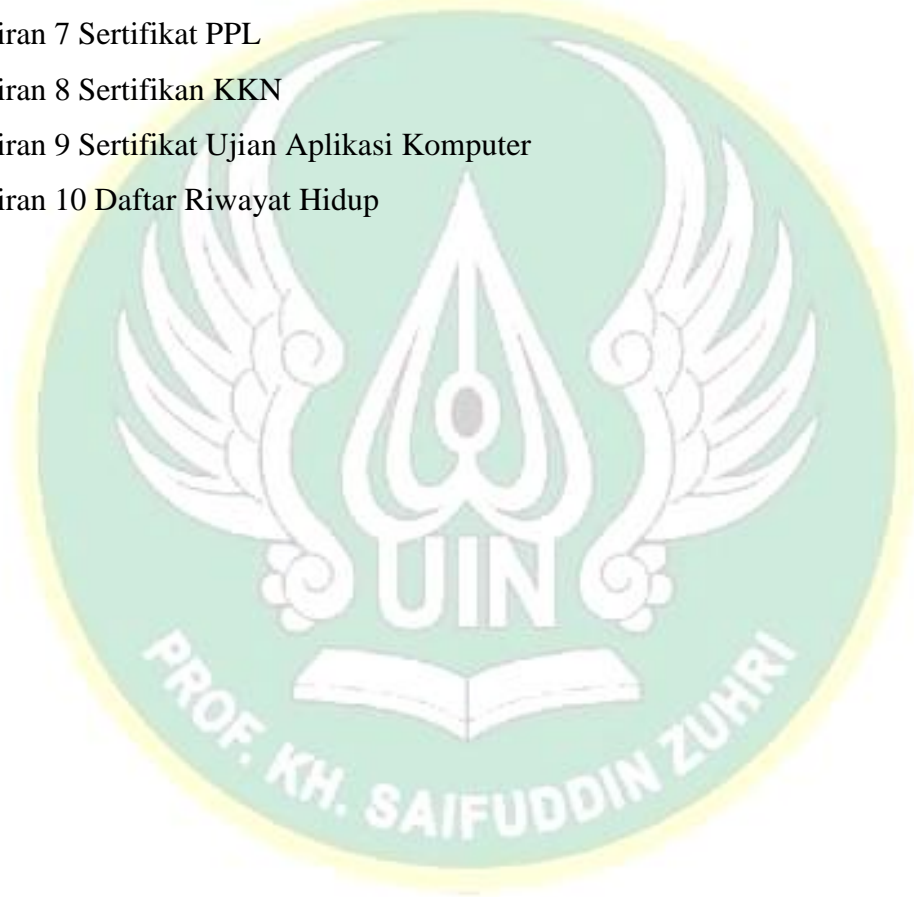 iran 7 Sertifikat PPL
iran 8 Sertifikan KKN
iran 9 Sertifikat Ujian Aplikasi Komputer
iran 10 Daftar Riwayat Hidup
UIN
PROF. KH. SAIFUDDIN ZUHRI